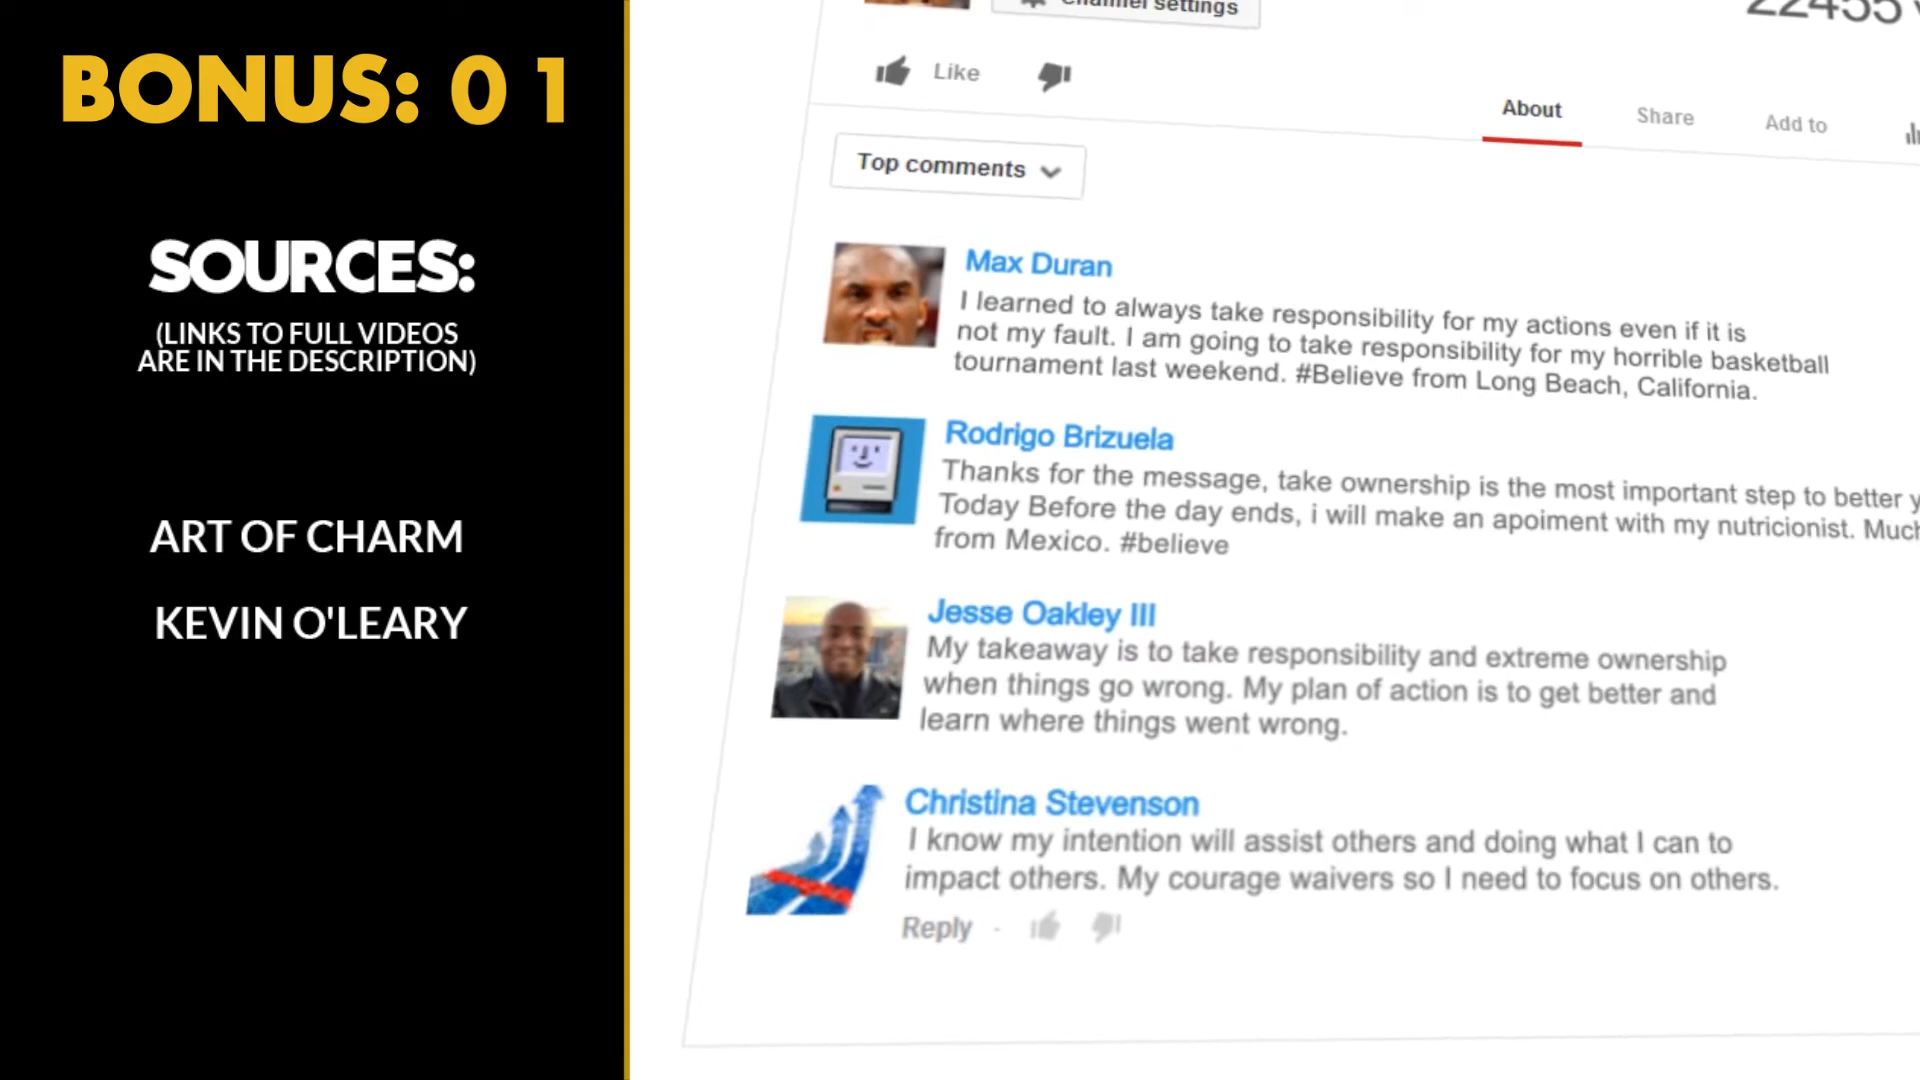 BONUS: 01
SOURCES:
(LINKS TO FULL VIDEOS
ARE IN THE DESCRIPTION)
ART OF CHARM
KEVIN O'LEARY
Channel settings
22455
Like
About
Share
Add to
Top comments
Max Duran
I learned to always take responsibility for my actions even if it is
not my fault. I am going to take responsibility for my horrible basketball
tournament last weekend. #Believe from Long Beach, California.
Rodrigo Brizuela
Thanks for the message, take ownership is the most important step to better y
Today Before the day ends, i will make an apoiment with my nutricionist. Much
from Mexico. #believe
Jesse Oakley III
My takeaway is to take responsibility and extreme ownership
when things go wrong. My plan of action is to get better and
learn where things went wrong.
Christina Stevenson
I know my intention will assist others and doing what I can to
impact others. My courage waivers so I need to focus on others.
Reply